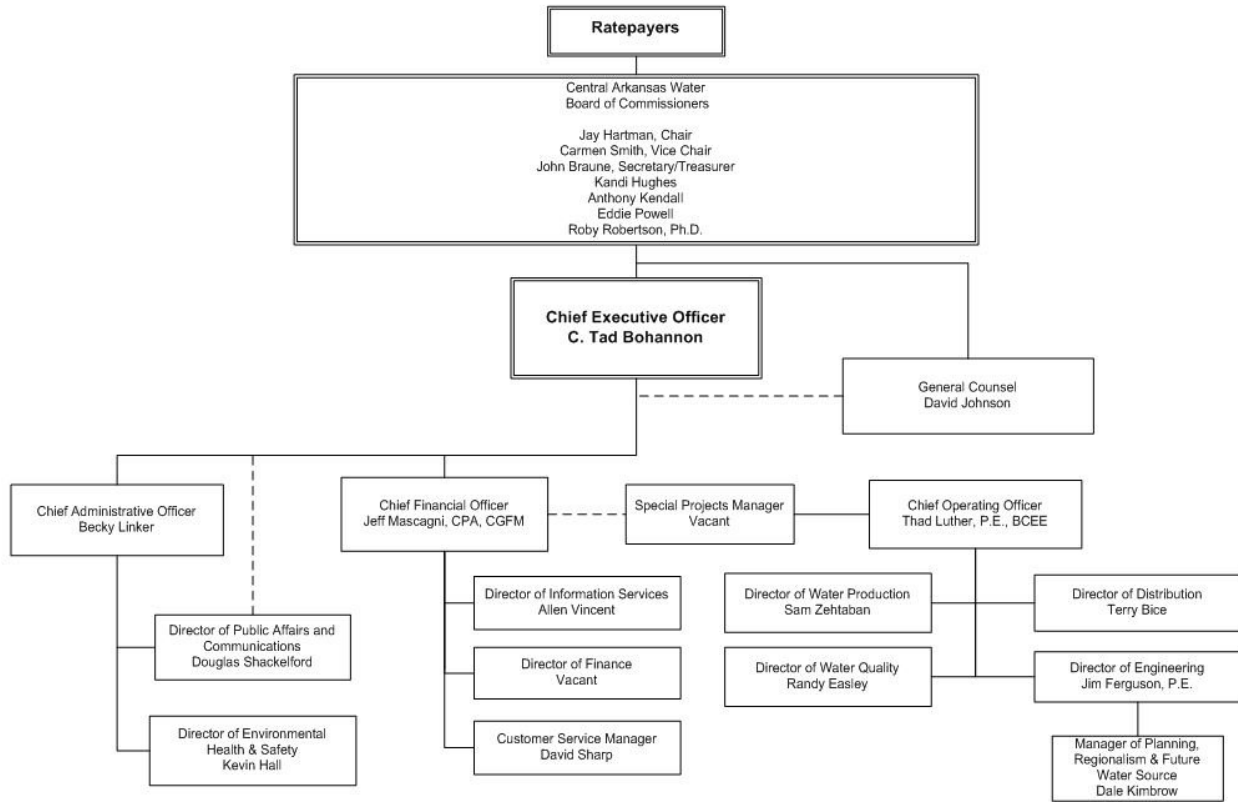 Ratepayers
Central Arkansas Water
Board of Commissioners
Jay Hartman, Chair
Carmen Smith, Vice Chair
John Braune, Secretary/Treasurer
Kandi Hughes
Anthony Kendall
Eddie Powell
Roby Robertson, Ph.D.
Chief Executive Officer
C. Tad Bohannon
General Counsel
David Johnson
Chief Administrative Officer
Becky Linker
Chief Financial Officer
Jeff Mascagni, CPA, CGFM
Special Projects Manager
Vacant
Chief Operating Officer
Thad Luther, P.E., BCEE
Director of Information Services
Allen Vincent
Director of Water Production
Sam Zehtaban
Director of Distribution
Terry Bice
Director of Public Affairs and
Communications
Douglas Shackelford
Director of Finance
Vacant
Director of Water Quality
Randy Easley
Director of Engineering
Jim Ferguson, P.E.
Director of Environmental
Health & Safety
Kevin Hall
Customer Service Manager
David Sharp
Manager of Planning,
Regionalism & Future
Water Source
Dale Kimbrow